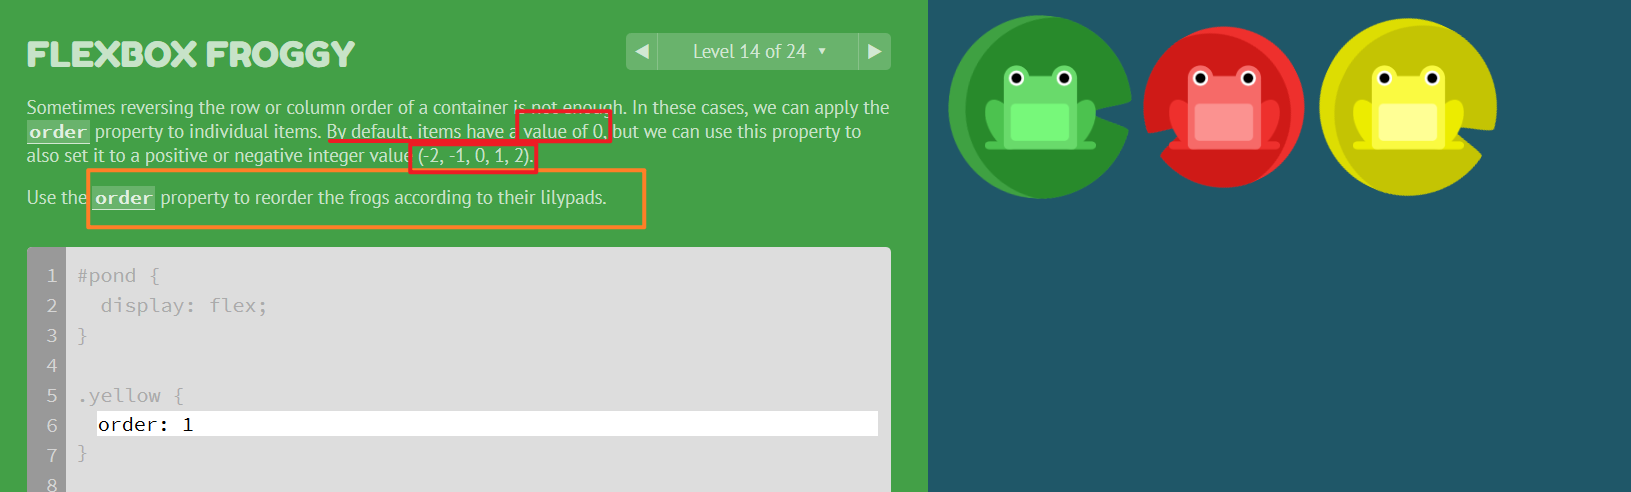 FLEXBOX FROGGY
◀ Level 14 of 24 ▼ ▶
Sometimes reversing the row or column order of a container is not enough. In these cases, we can apply the
order property to individual items. By default, items have a value of 0, but we can use this property to
also set it to a positive or negative integer value (-2, -1, 0, 1, 2).
Use the order property to reorder the frogs according to their lilypads.
1 #pond {
2 display: flex;
3 }
4
5 .yellow {
6 order: 1
7 }
8